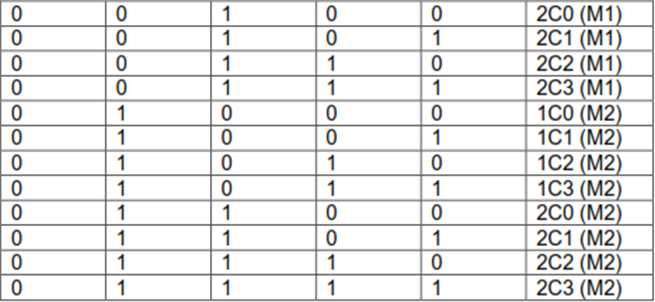 0 0 1 0 0 2C0 (M1)
0 0 1 0 1 2C1 (M1)
0 0 1 1 0 2C2 (M1)
0 0 1 1 1 2C3 (M1)
0 1 0 0 0 1C0 (M2)
0 1 0 0 1 1C1 (M2)
0 1 0 1 0 1C2 (M2)
0 1 0 1 1 1C3 (M2)
0 1 1 0 0 2C0 (M2)
0 1 1 0 1 2C1 (M2)
0 1 1 1 0 2C2 (M2)
0 1 1 1 1 2C3 (M2)